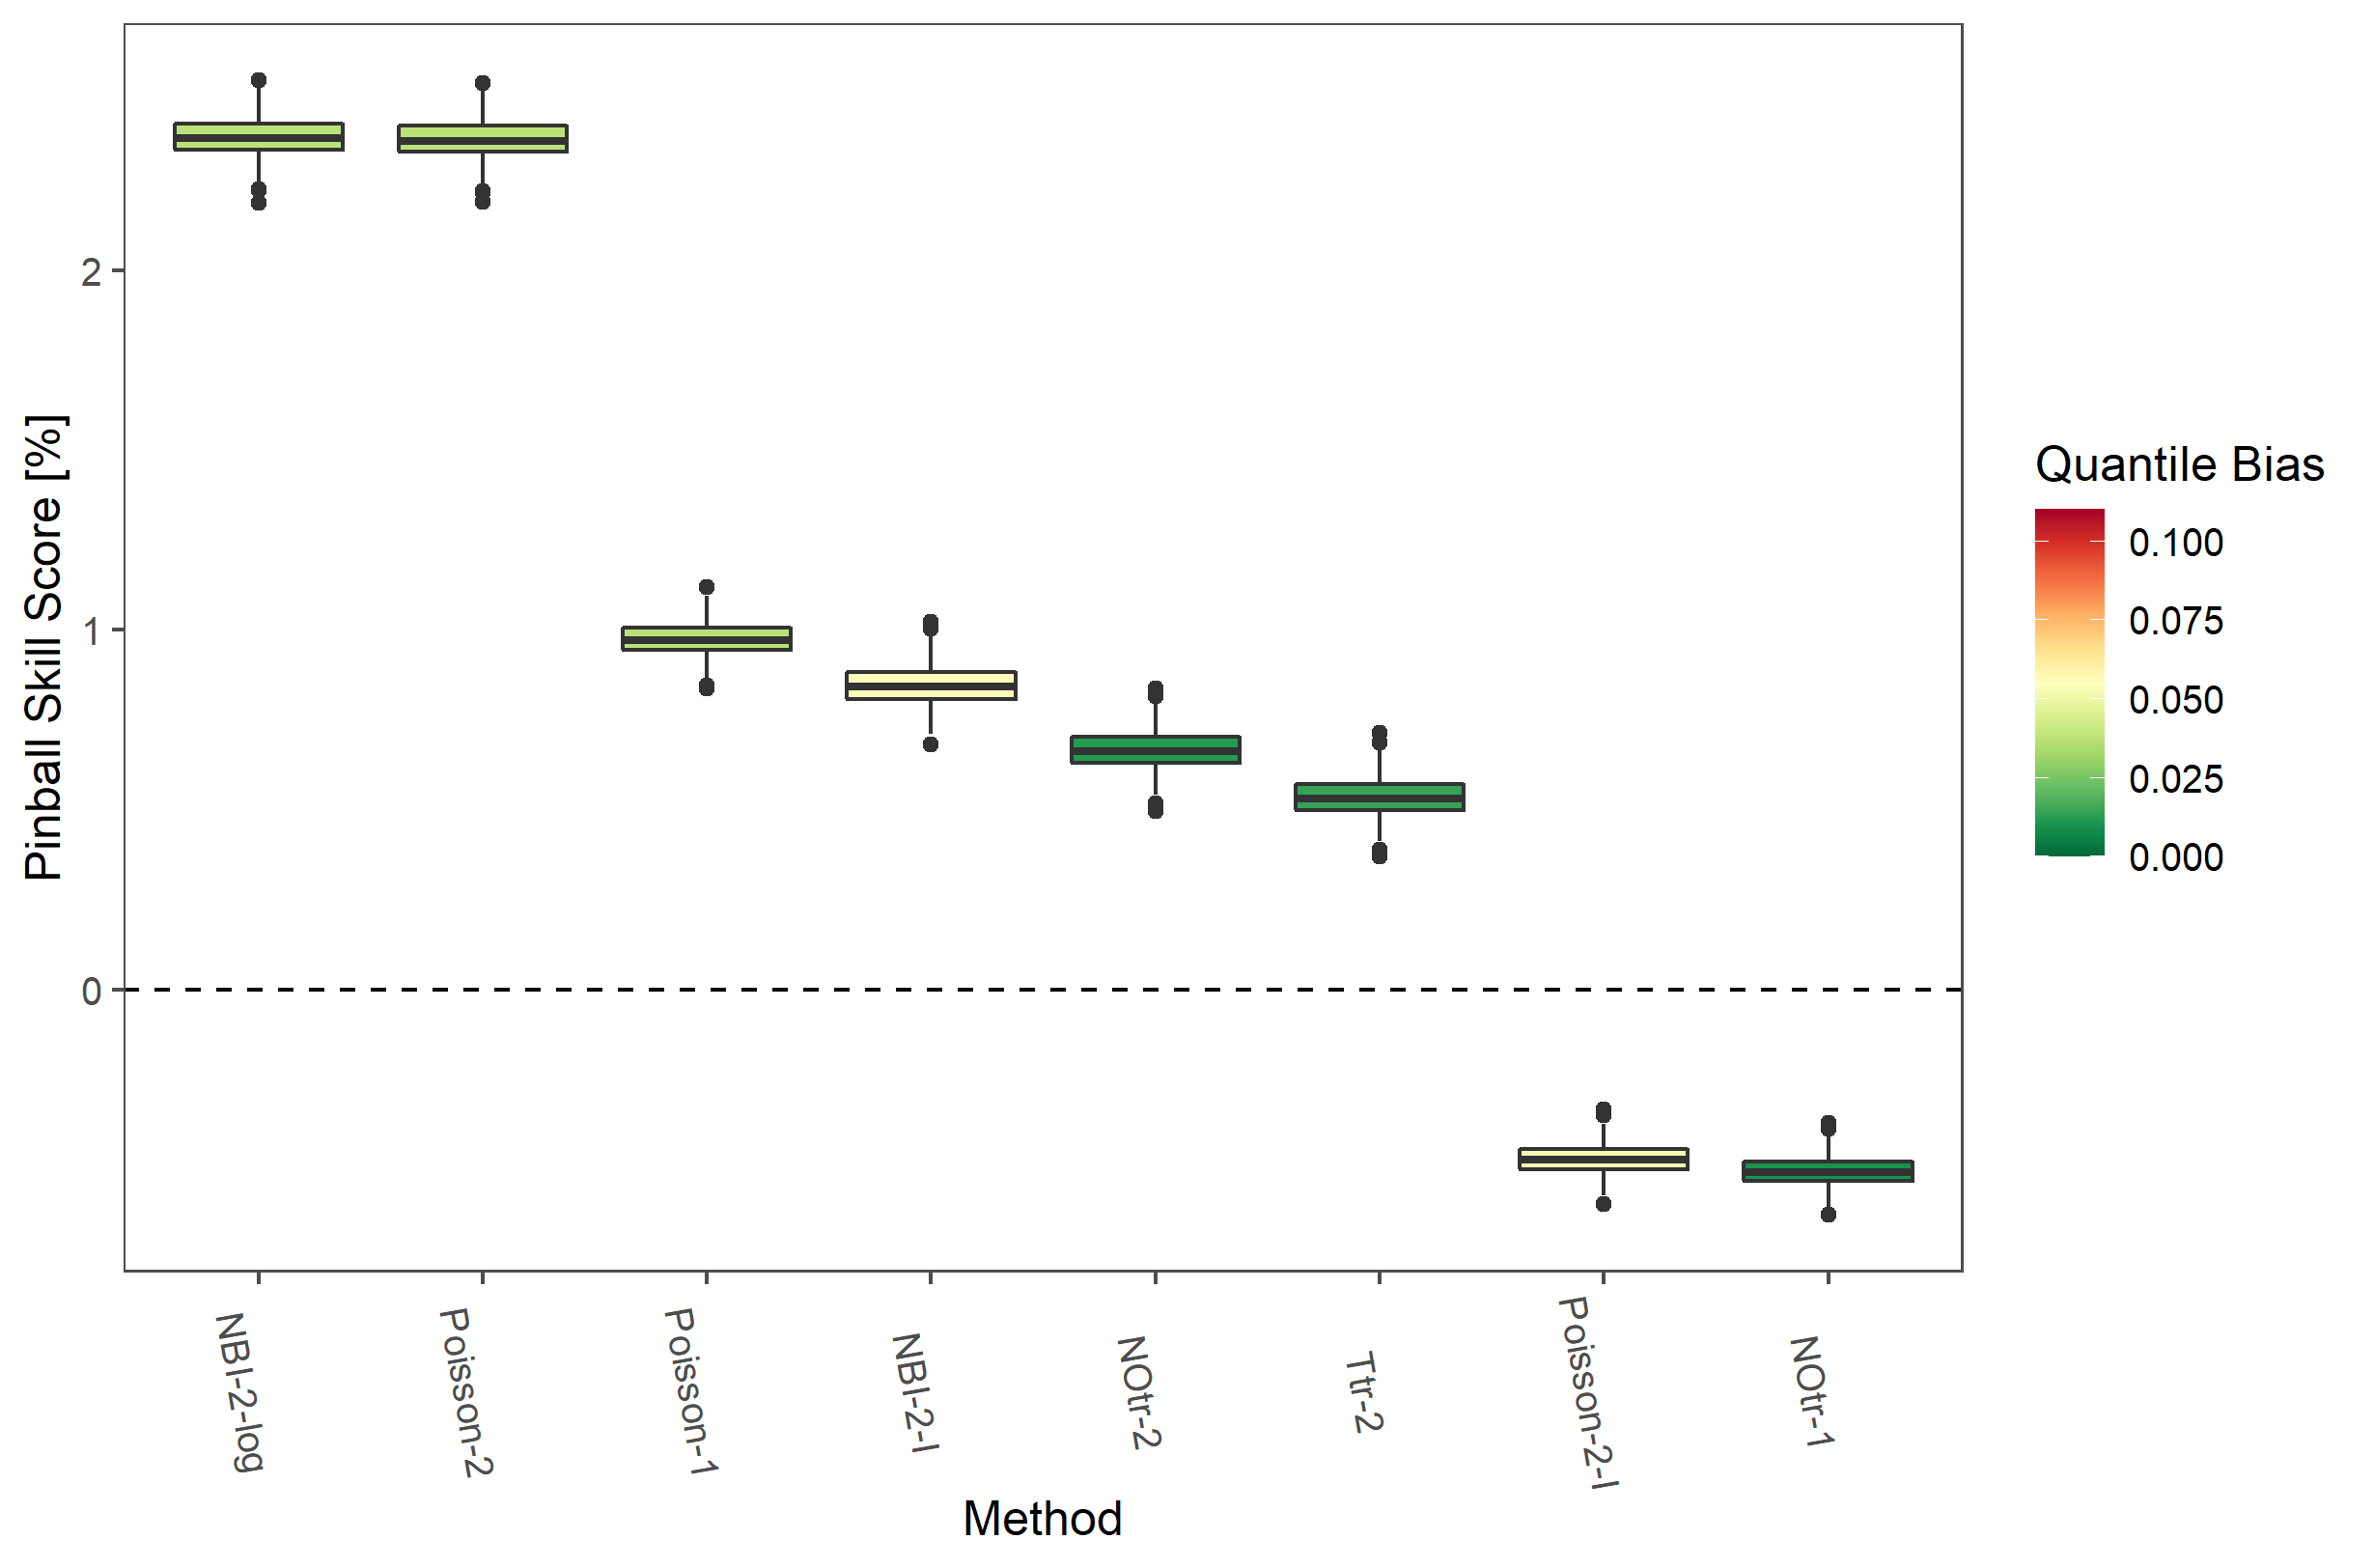 Pinball Skill Score [%]
2
1
0
NBI-2-log
Poisson-2
Poisson-1
NBI-2-I
NOtr-2
Ttr-2
Poisson-2-I
NOtr-1
Method
Quantile Bias
0.100
0.075
0.050
0.025
0.000